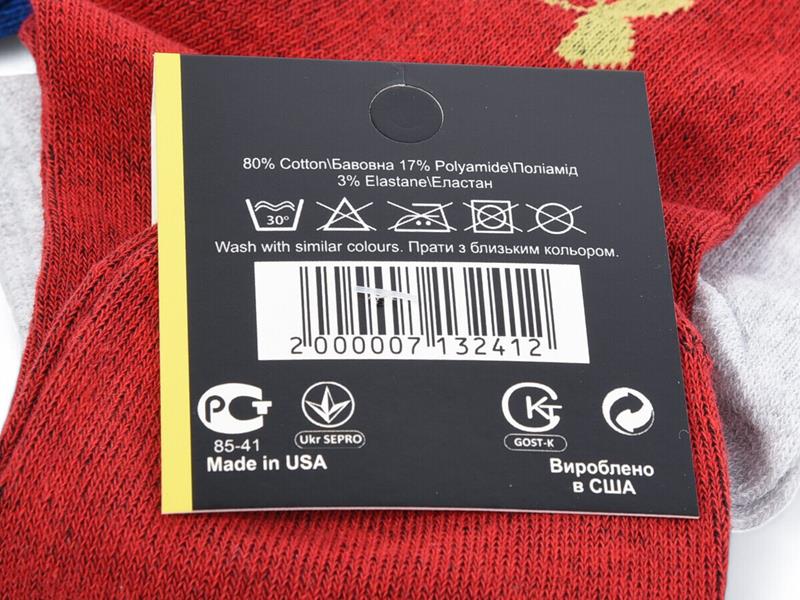 80% Cotton\Бавовна 17% Polyamide\Поліамід
3% Elastane\Еластан
30°
Wash with similar colours. Прати з близьким кольором.
2 000007 132412
РСТ
85-41
Ukr SEPRO
GOST-K
Made in USA
Вироблено
в США